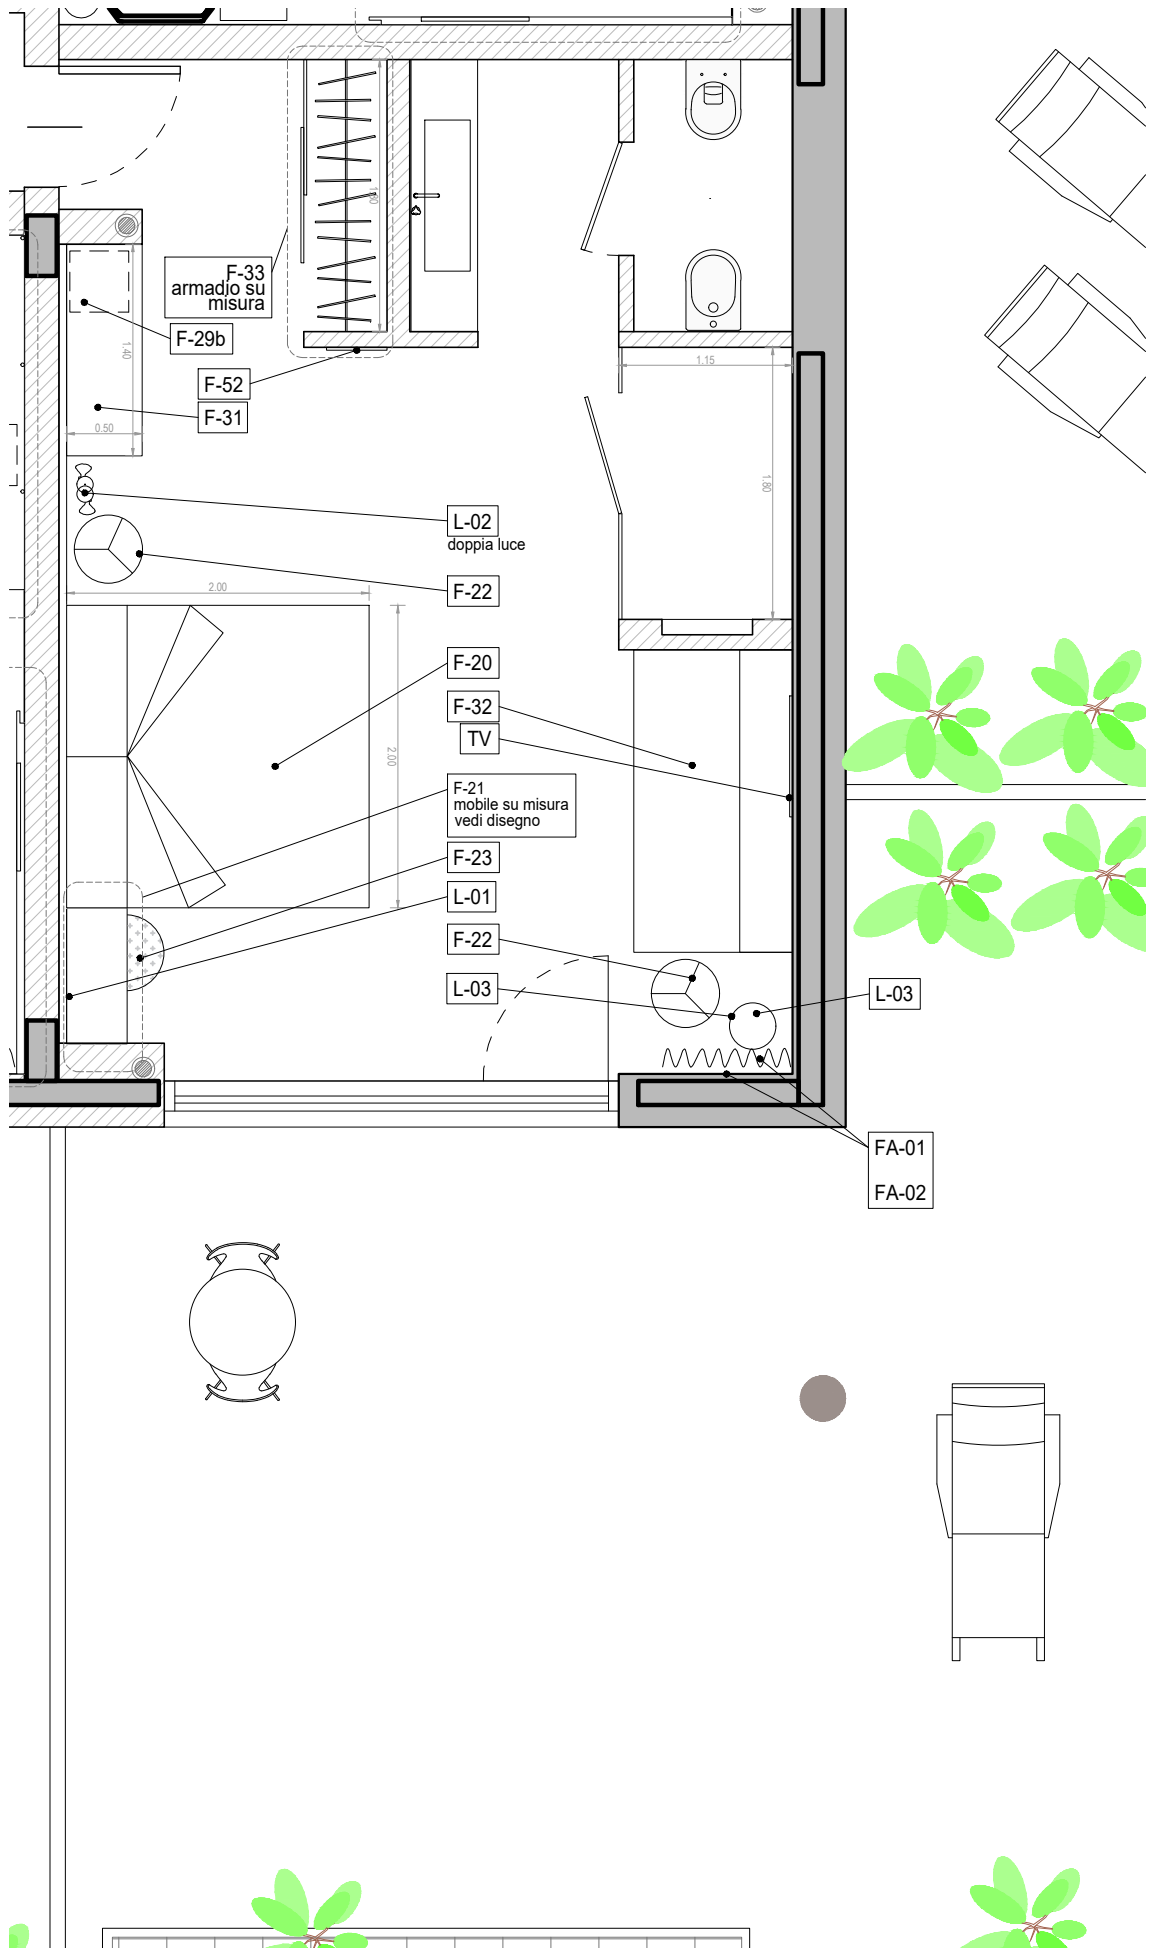 1.80
F-33
armadio su
misura
F-29b
1.40
F-52
F-31
0.50
1.15
1.80
L-02
doppia luce
F-22
2.00
F-20
F-32
TV
2.00
F-21
mobile su misura
vedi disegno
F-23
L-01
F-22
L-03
L-03
FA-01
FA-02